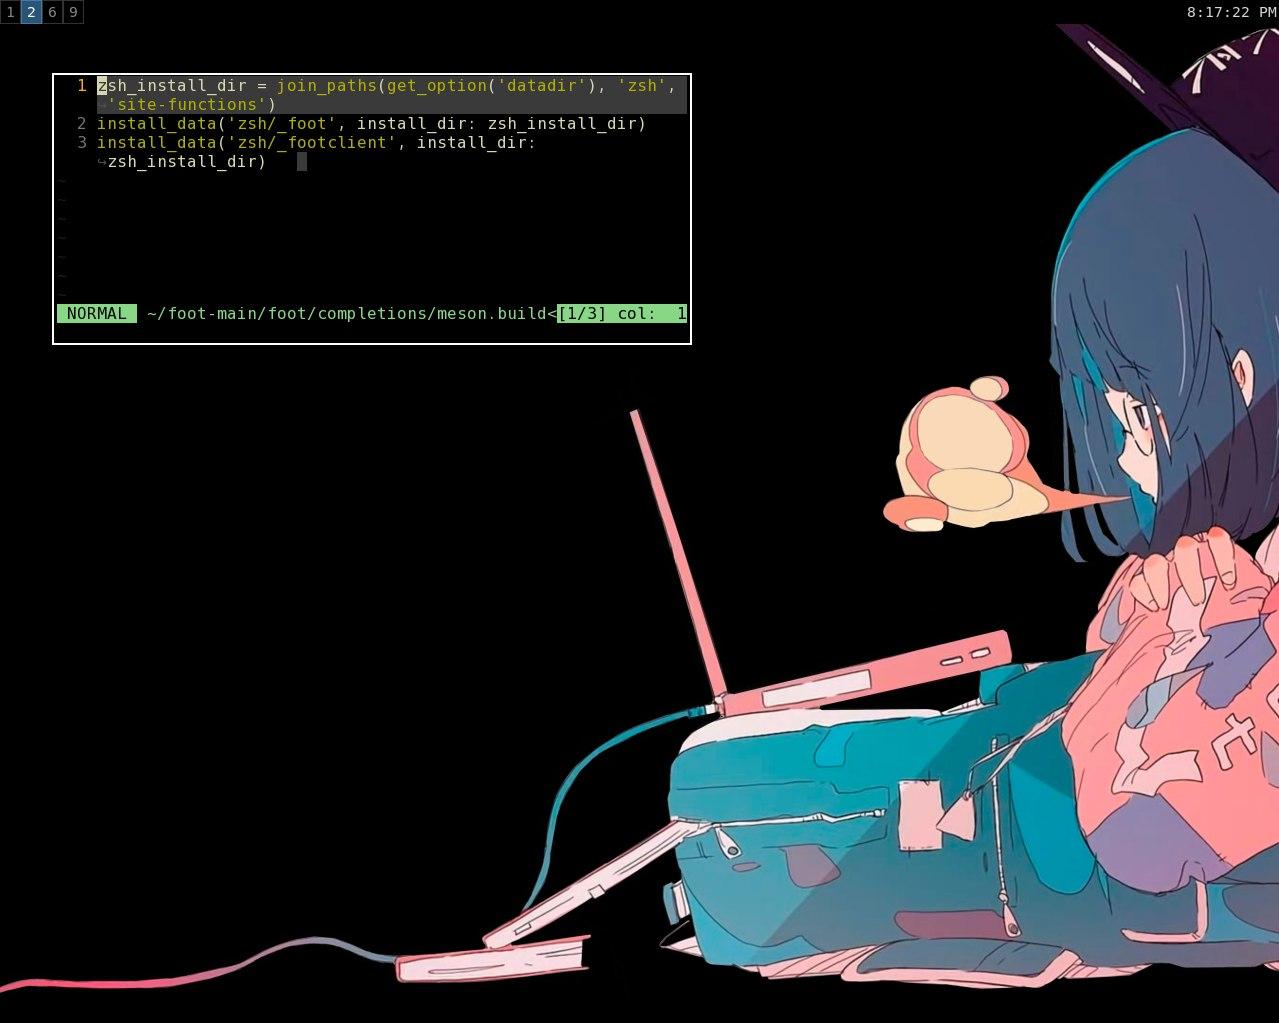 1 2 6 9 8:17:22 PM
1 zsh_install_dir = join_paths(get_option('datadir'), 'zsh',
↪'site-functions')
2 install_data('zsh/_foot', install_dir: zsh_install_dir)
3 install_data('zsh/_footclient', install_dir:
↪zsh_install_dir)
~
~
~
~
~
~
~
NORMAL ~/foot-main/foot/completions/meson.build<[1/3] col: 1